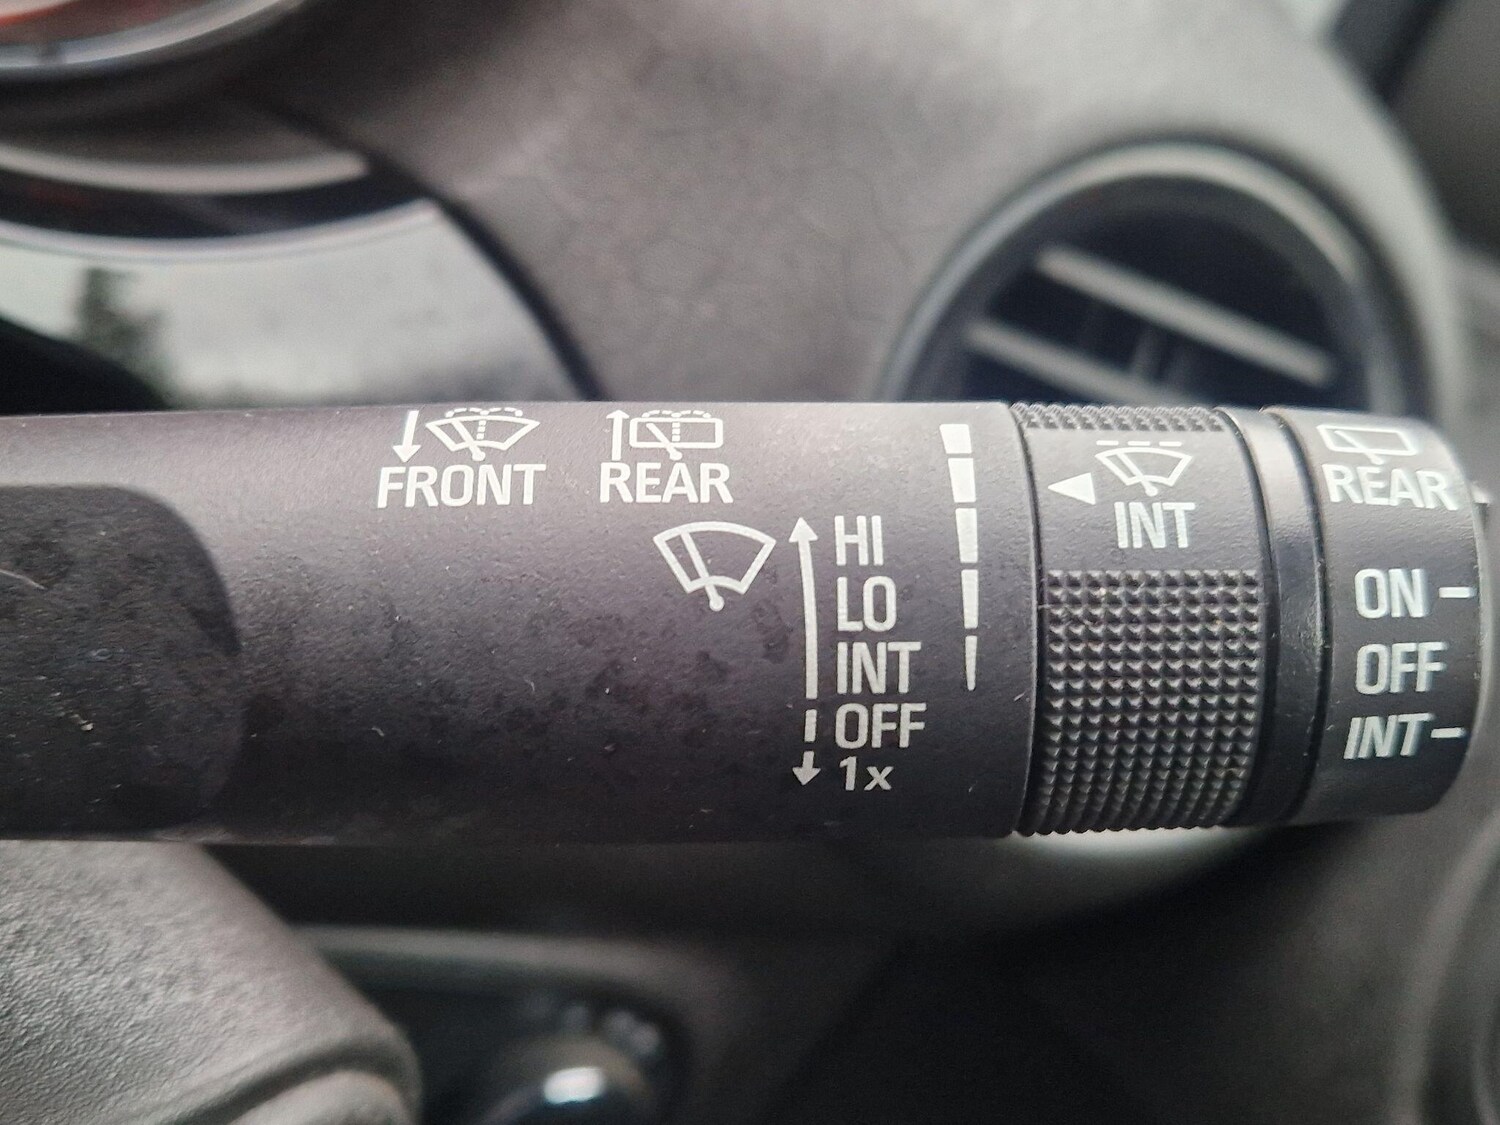 FRONT
REAR
HI
LO
INT
OFF
1x
INT
REAR
ON -
OFF
INT -